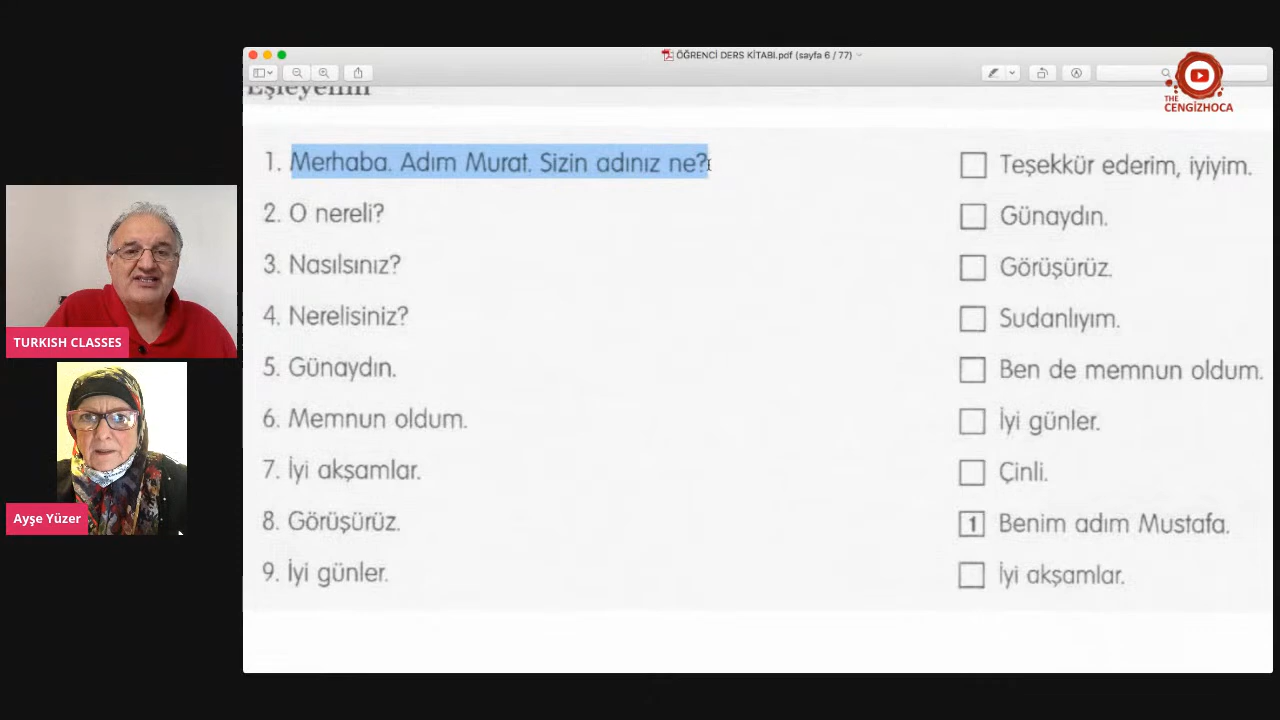 ÖĞRENCİ DERS KİTABI.pdf (sayfa 6 / 77)
THE
CENGİZHOCA
Eşleyelim
1. Merhaba. Adım Murat. Sizin adınız ne?
2. O nereli?
3. Nasılsınız?
4. Nerelisiniz?
5. Günaydın.
6. Memnun oldum.
7. İyi akşamlar.
8. Görüşürüz.
9. İyi günler.
Teşekkür ederim, iyiyim.
Günaydın.
Görüşürüz.
Sudanlıyım.
Ben de memnun oldum.
İyi günler.
Çinli.
1 Benim adım Mustafa.
İyi akşamlar.
TURKISH CLASSES
Ayşe Yüzer